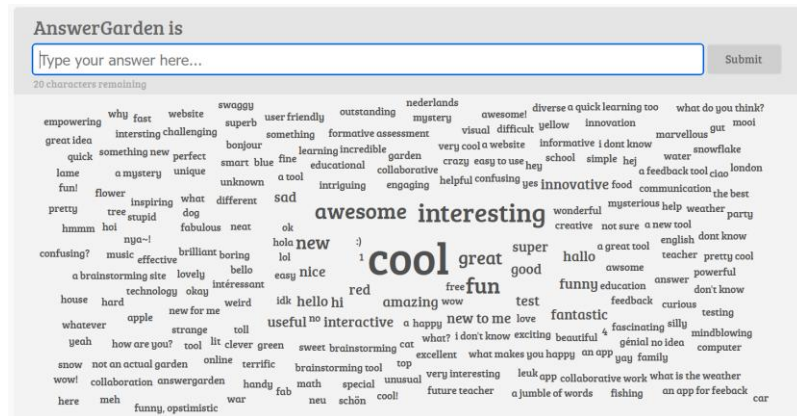 AnswerGarden is
Type your answer here...
Submit
20 characters remaining
swaggy nederlands
empowering why fast website superb user friendly outstanding mystery awesome! diverse a quick learning too what do you think?
great idea intersting challenging something formative assessment visual difficult yellow innovation marvellous gut mooi
quick something new perfect bonjour learning incredible garden very cool a website informative i dont know snowflake
lame a mystery unique smart blue fine educational collaborative crazy easy to use hey school simple hej water london
fun! unknown a tool intriguing engaging helpful confusing yes innovative food communication a feedback tool ciao the best
flower inspiring what different sad
pretty tree stupid dog awesome interesting wonderful mysterious help weather party
hmmm hoi fabulous neat ok creative not sure a new tool
nya~! hola new :) cool great super hallo a great tool english dont know
confusing? music effective brilliant boring lol 1 good awsome teacher pretty cool
a brainstorming site lovely bello easy nice free fun funny education answer powerful
technology okay intéressant red don't know
house hard weird idk hello hi amazing wow test feedback curious
apple new for me useful no interactive a happy new to me love fantastic testing
whatever strange toll fascinating silly
yeah how are you? tool lit clever green sweet brainstorming cat what? i don't know exciting beautiful 4 génial no idea mindblowing
snow not an actual garden online terrific brainstorming tool top excellent what makes you happy an app yay family computer
wow! collaboration answergarden handy fab math special unusual very interesting leuk app collaborative work what is the weather
here meh funny, opstimistic war neu schön cool! future teacher a jumble of words fishing an app for feeback car